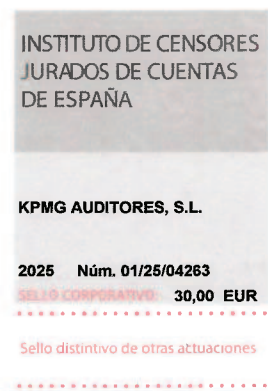 INSTITUTO DE CENSORES
JURADOS DE CUENTAS
DE ESPAÑA
KPMG AUDITORES, S.L.
2025 Núm. 01/25/04263
SELLO CORPORATIVO: 30,00 EUR
Sello distintivo de otras actuaciones